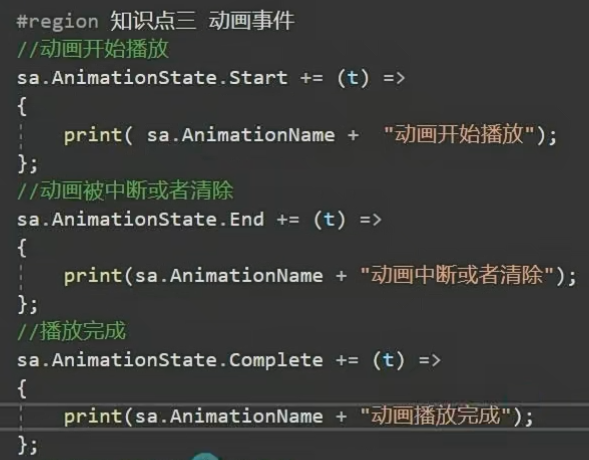 #region 知识点三 动画事件
//动画开始播放
sa.AnimationState.Start += (t) =>
{
print( sa.AnimationName +  "动画开始播放");
};
//动画被中断或者清除
sa.AnimationState.End += (t) =>
{
print(sa.AnimationName + "动画中断或者清除");
};
//播放完成
sa.AnimationState.Complete += (t) =>
{
print(sa.AnimationName + "动画播放完成");
};